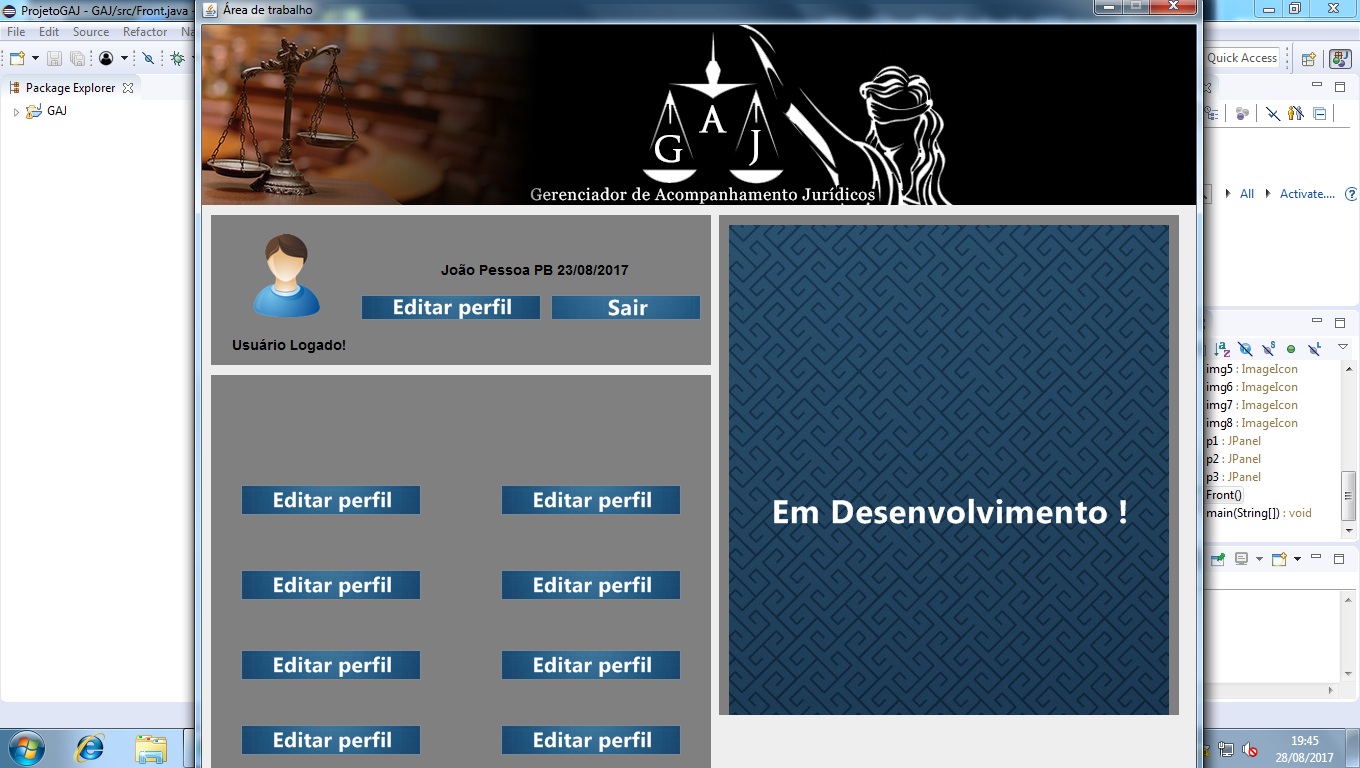 ProjetoGAJ - GAJ/src/Front.java -
Área de trabalho
File Edit Source Refactor Na
Quick Access
Package Explorer
GAJ
G A J
Gerenciador de Acompanhamento Jurídicos
All Activate....
João Pessoa PB 23/08/2017
Editar perfil Sair
Usuário Logado!
img5 : ImageIcon
img6 : ImageIcon
img7 : ImageIcon
img8 : ImageIcon
p1 : JPanel
p2 : JPanel
p3 : JPanel
Front()
main(String[]) : void
Editar perfil Editar perfil
Editar perfil Editar perfil
Editar perfil Editar perfil
Editar perfil Editar perfil
Em Desenvolvimento !
19:45
28/08/2017